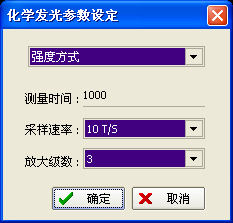 化学发光参数设定
强度方式
测量时间：1000
采样速率：10 T/S
放大级数：3
确定 取消